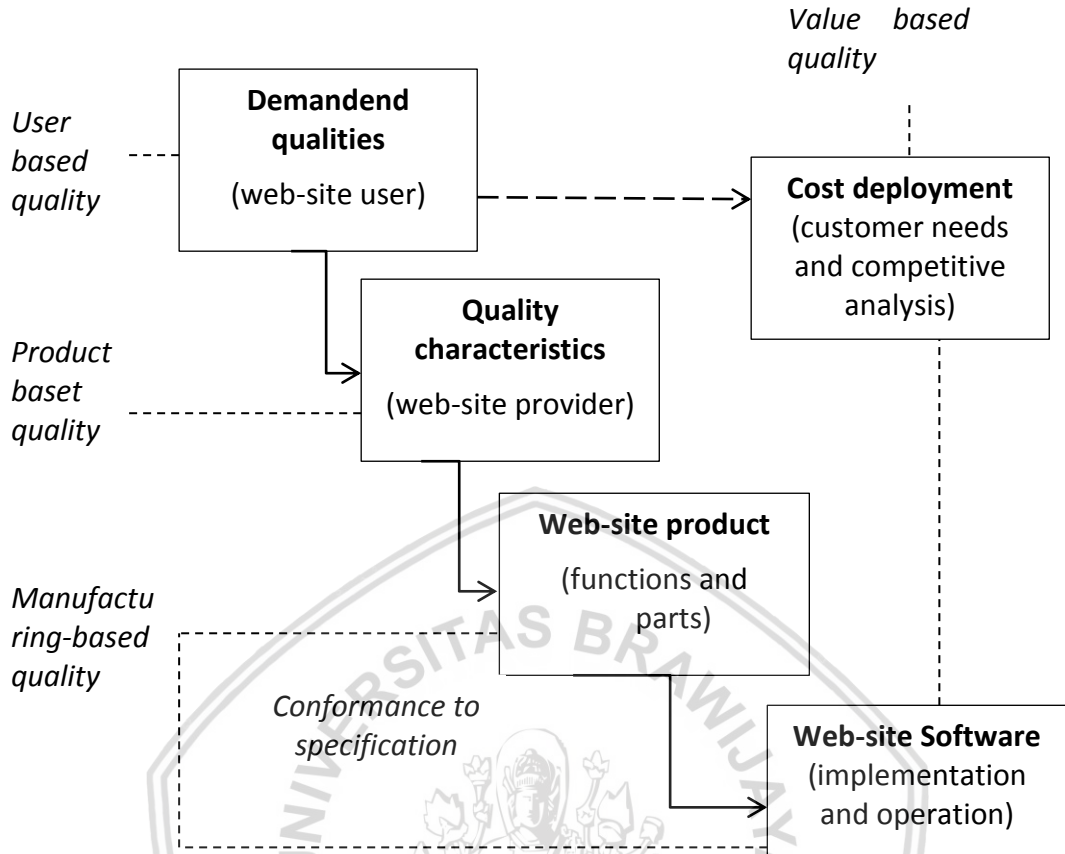 Value based
quality
User
based
quality
Demandend
qualities
(web-site user)
Cost deployment
(customer needs
and competitive
analysis)
Product
baset
quality
Quality
characteristics
(web-site provider)
Web-site product
(functions and
parts)
Manufactu
ring-based
quality
Conformance to
specification
Web-site Software
(implementation
and operation)
UNIVERSITAS BRAWIJAY